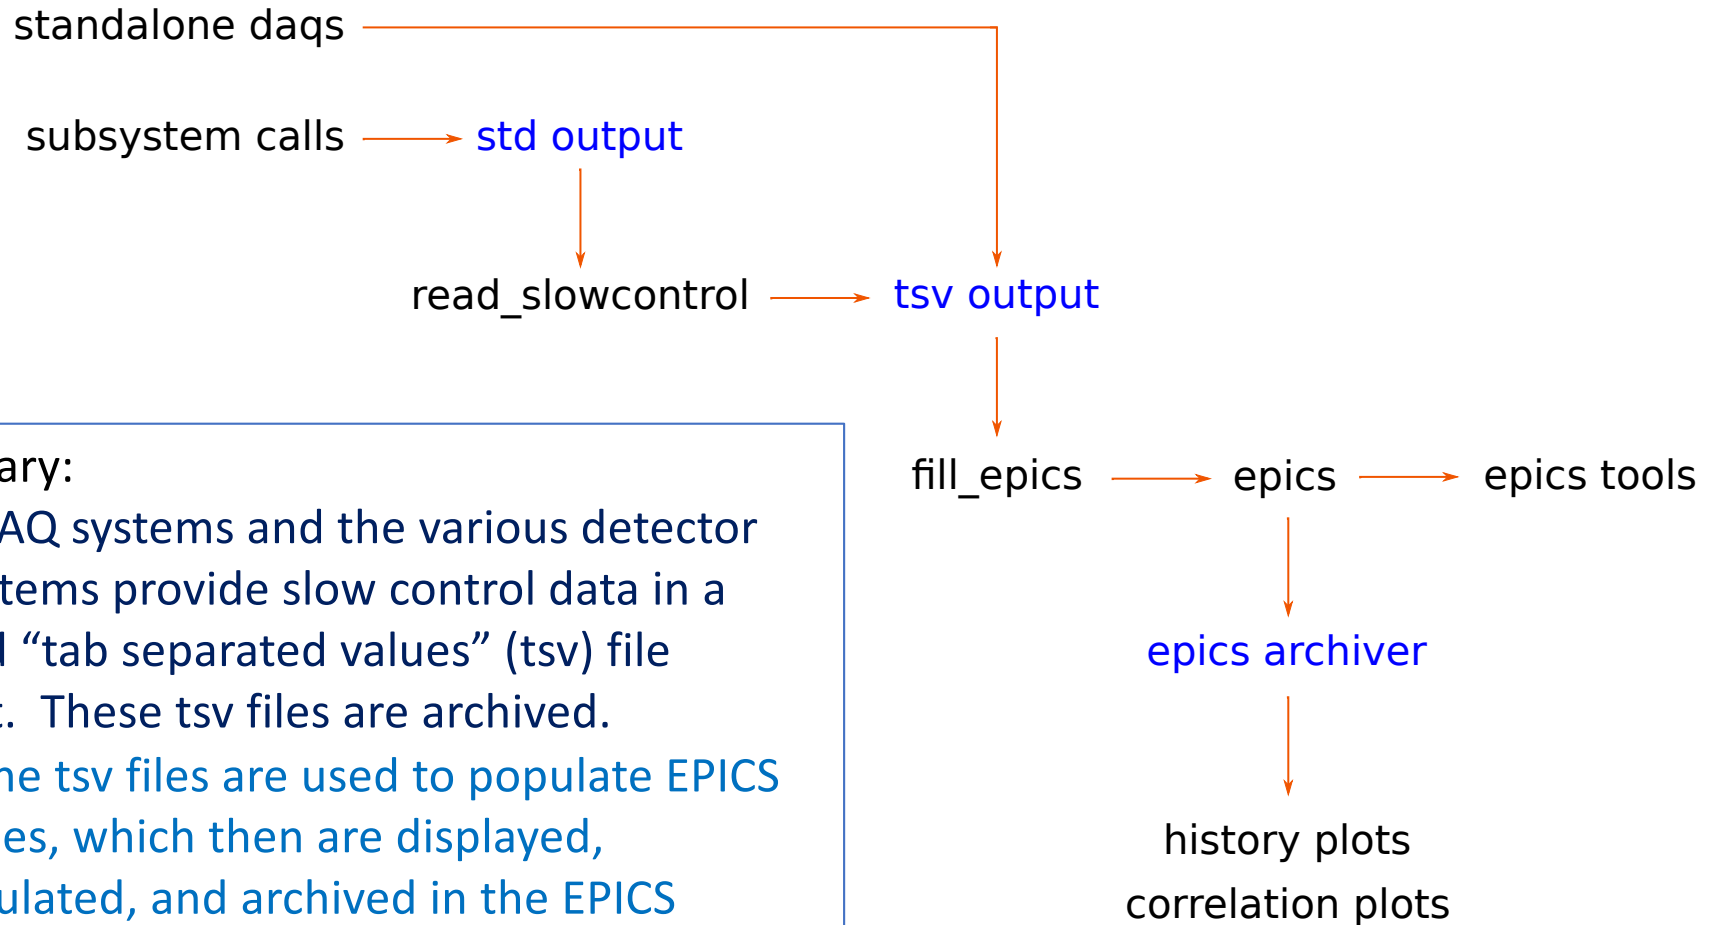 standalone daqs
subsystem calls
std output
read_slowcontrol
tsv output
fill_epics
epics
epics tools
epics archiver
history plots
correlation plots
ary:
AQ systems and the various detector
tems provide slow control data in a
“tab separated values” (tsv) file
These tsv files are archived.
tsv files are used to populate EPICS
es, which then are displayed,
ulated, and archived in the EPICS